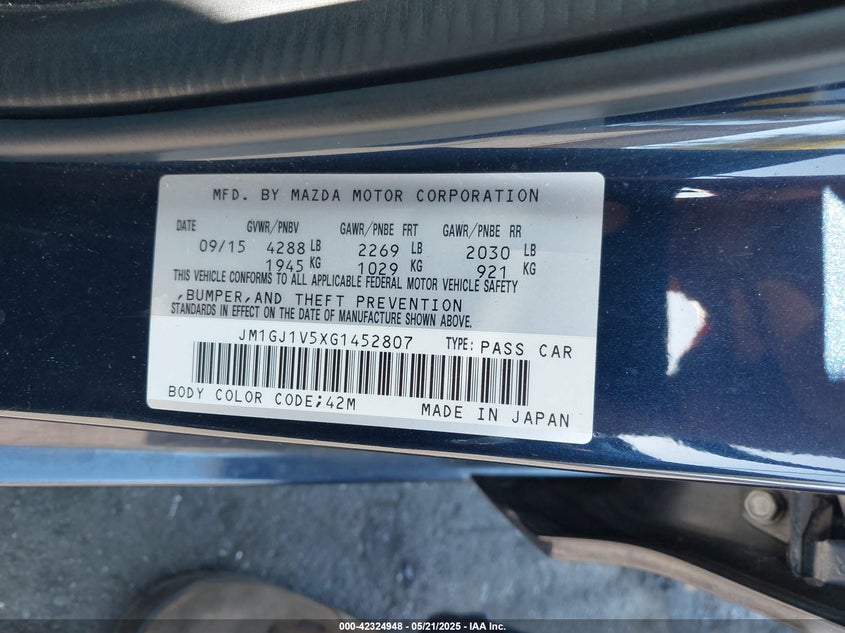 MFD. BY MAZDA MOTOR CORPORATION
DATE GVWR/PNBV GAWR/PNBE FRT GAWR/PNBE RR
09/15 4288 LB 2269 LB 2030 LB
1945 KG 1029 KG 921 KG
THIS VEHICLE CONFORMS TO ALL APPLICABLE FEDERAL MOTOR VEHICLE SAFETY
,BUMPER,AND THEFT PREVENTION
STANDARDS IN EFFECT ON THE DATE OF MANUFACTURE SHOWN ABOVE.
JM1GJ1V5XG1452807 TYPE: PASS CAR
BODY COLOR CODE;42M MADE IN JAPAN
000-42324948 - 05/21/2025 - IAA Inc.